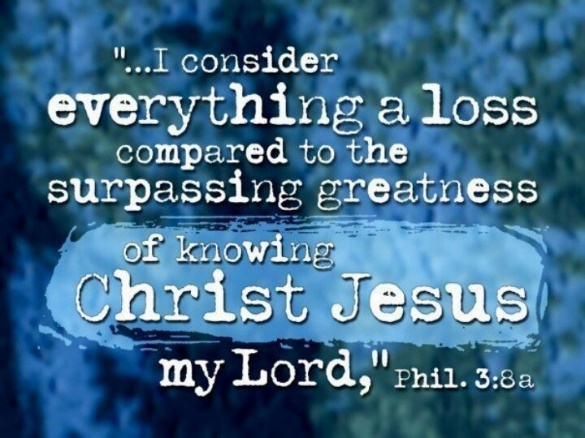 "...I consider
everything a loss
compared to the
surpassing greatness
of knowing
Christ Jesus
my Lord," Phil. 3:8a